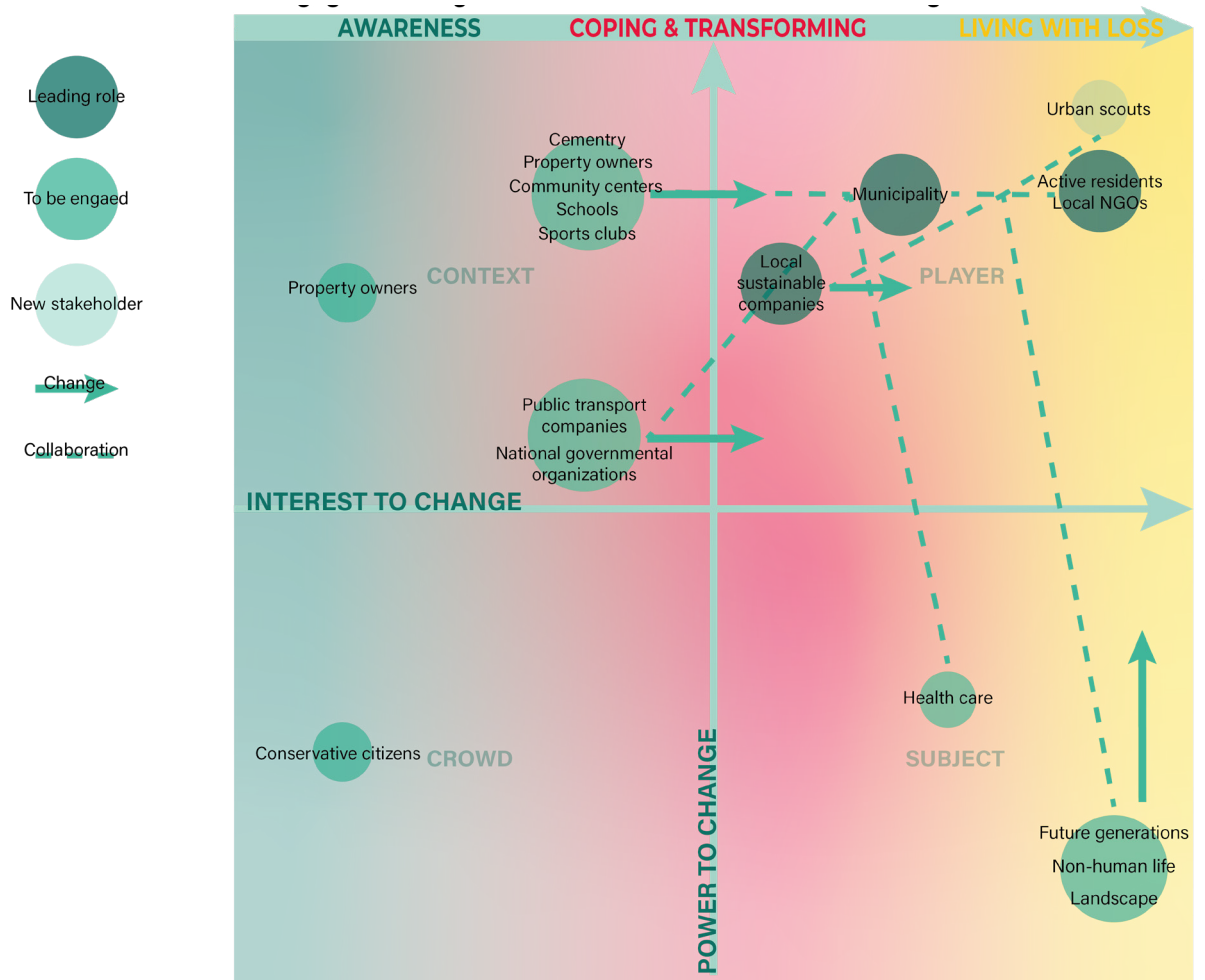 AWARENESS
COPING & TRANSFORMING
LIVING WITH LOSS
Leading role
To be engaed
New stakeholder
Change
Collaboration
Urban scouts
Cementry
Property owners
Community centers
Schools
Sports clubs
Municipality
Active residents
Local NGOs
Property owners
CONTEXT
Local
sustainable
companies
PLAYER
Public transport
companies
National governmental
organizations
INTEREST TO CHANGE
Health care
Conservative citizens
CROWD
SUBJECT
POWER TO CHANGE
Future generations
Non-human life
Landscape